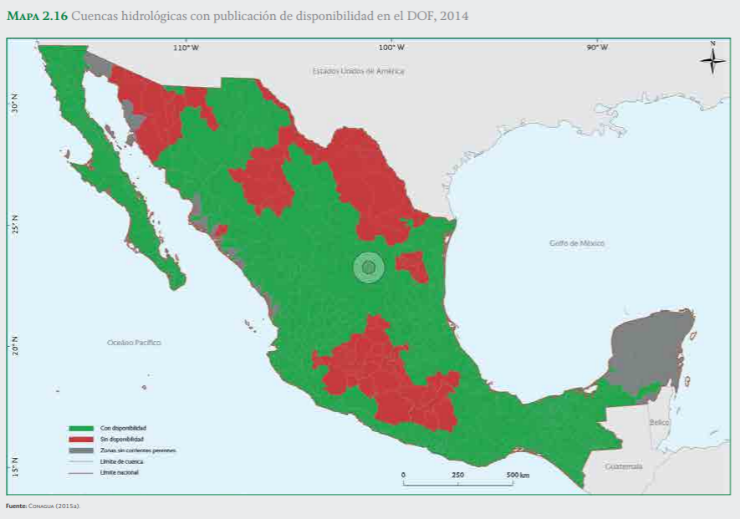 MAPA 2.16 Cuencas hidrológicas con publicación de disponibilidad en el DOF, 2014
110° W
100° W
90° W
N
Estados Unidos de América
30° N
25° N
Golfo de México
20° N
Océano Pacífico
Con disponibilidad
Sin disponibilidad
Zonas sin corrientes perennes
Límite de cuenca
Límite nacional
Belice
Guatemala
15° N
0 250 500 km
Fuente: CONAGUA (2015a).